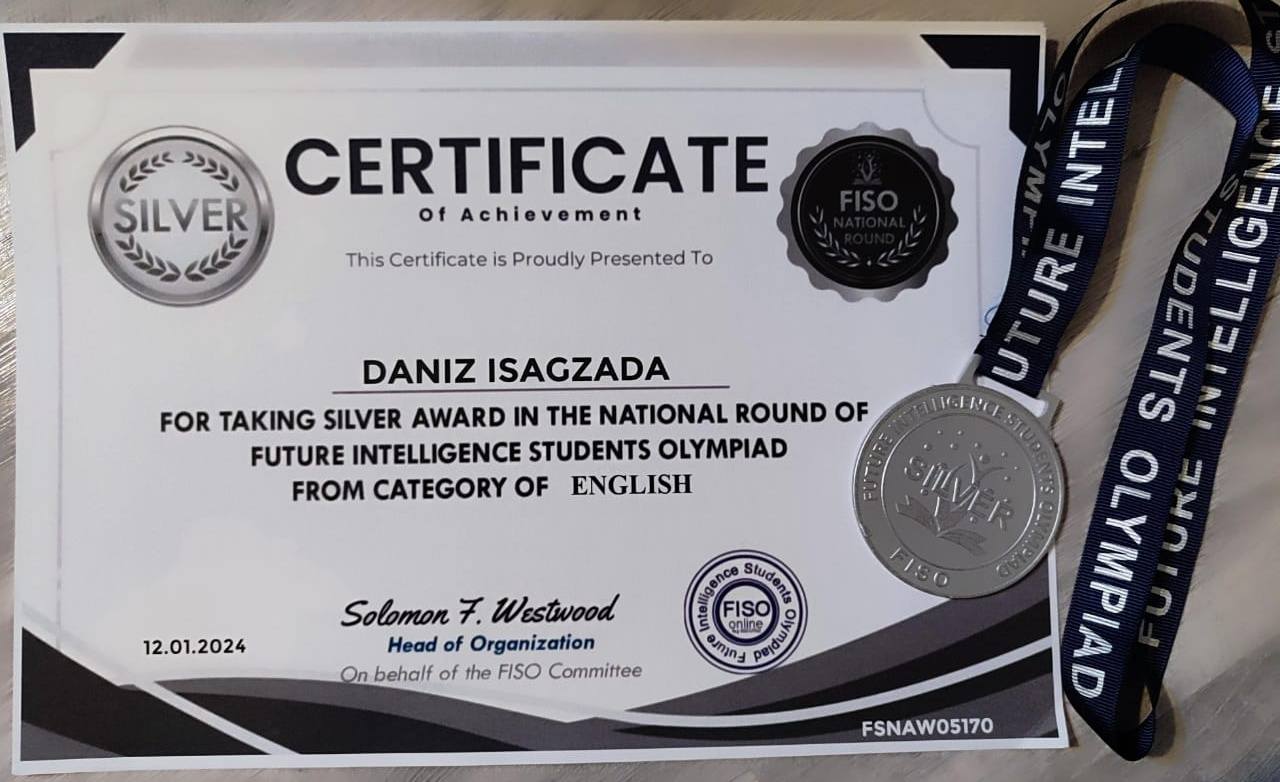 CERTIFICATE
Of Achievement
SILVER
FISO
NATIONAL
ROUND
This Certificate is Proudly Presented To
DANIZ ISAGZADA
FOR TAKING SILVER AWARD IN THE NATIONAL ROUND OF
FUTURE INTELLIGENCE STUDENTS OLYMPIAD
FROM CATEGORY OF ENGLISH
Solomon F. Westwood
Head of Organization
On behalf of the FISO Committee
12.01.2024
Future Intelligence Students Olympiad
FISO
online
FSNAW05170
FUTURE INTELLIGENCE STUDENTS OLYMPIAD
SILVER
FISO
UTURE INTEL
STUDENTS OLYMPIAD
FUTURE INTELLIGENCE